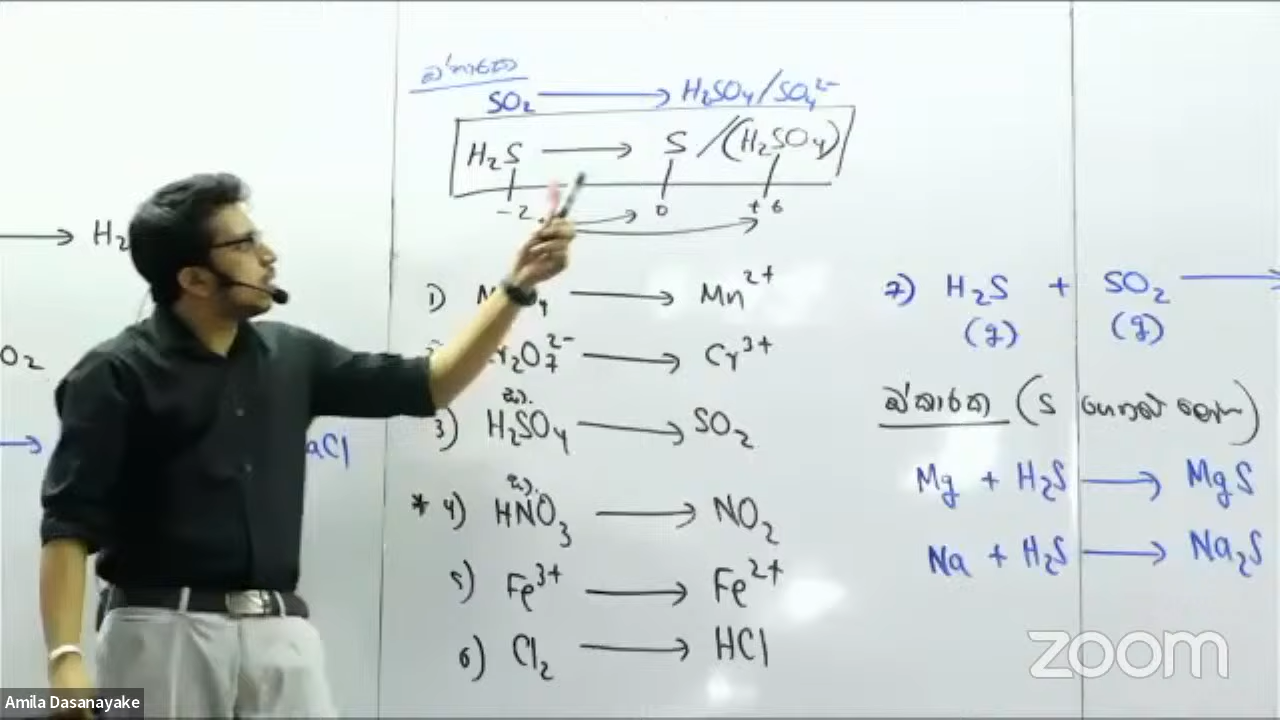 SO₂ ⟶ H₂SO₄/SO₄²⁻
H₂S ⟶ S /(H₂SO₄)
-2 0 +6
⟶ H₂
O₂
⟶ aCl
1) M 4 ⟶ Mn²⁺
r₂O₇²⁻ ⟶ Cr³⁺
3) H₂SO₄ ⟶ SO₂
* 4) HNO₃ ⟶ NO₂
5) Fe³⁺ ⟶ Fe²⁺
6) Cl₂ ⟶ HCl
7) H₂S + SO₂ ⟶
(g) (g)
(S
Mg + H₂S ⟶ MgS
Na + H₂S ⟶ Na₂S
zoom
Amila Dasanayake